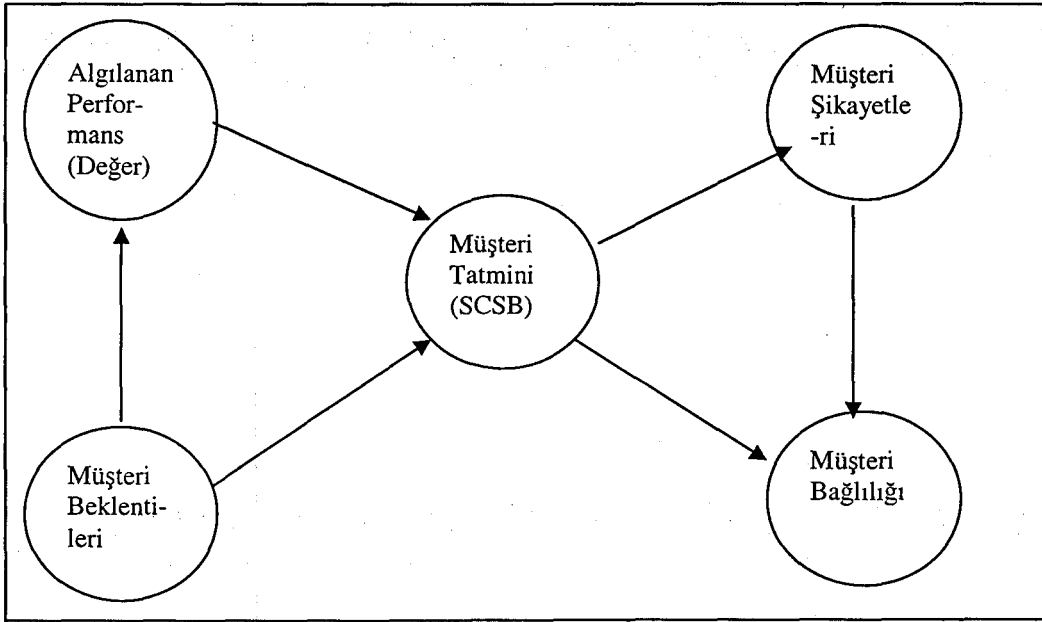 Algılanan
Perfor-
mans
(Değer)
Müşteri
Şikayetle
-ri
Müşteri
Tatmini
(SCSB)
Müşteri
Beklenti-
leri
Müşteri
Bağlılığı